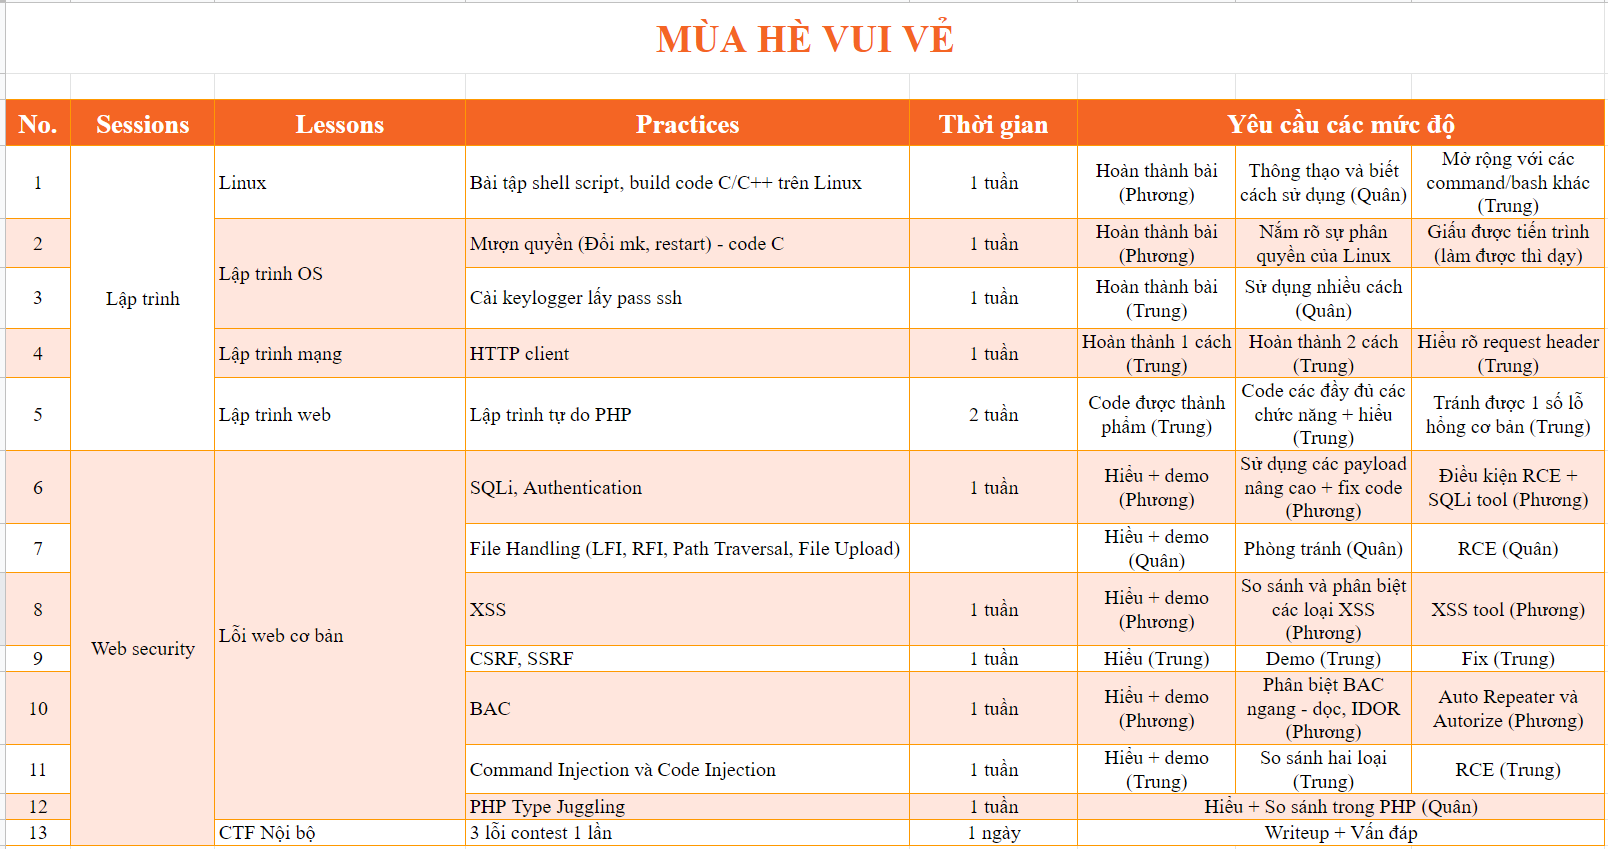 MÙA HÈ VUI VẺ
No. Sessions Lessons Practices Thời gian Yêu cầu các mức độ
1 Lập trình Linux Bài tập shell script, build code C/C++ trên Linux 1 tuần
Hoàn thành bài
(Phương)
Thông thạo và biết
cách sử dụng (Quân)
Mở rộng với các
command/bash khác
(Trung)
2 Lập trình OS Mượn quyền (Đổi mk, restart) - code C 1 tuần
Hoàn thành bài
(Phương)
Nắm rõ sự phân
quyền của Linux
Giấu được tiến trình
(làm được thì dạy)
3 Cài keylogger lấy pass ssh 1 tuần
Hoàn thành bài
(Trung)
Sử dụng nhiều cách
(Quân)
4 Lập trình mạng HTTP client 1 tuần
Hoàn thành 1 cách
(Trung)
Hoàn thành 2 cách
(Trung)
Hiểu rõ request header
(Trung)
5 Lập trình web Lập trình tự do PHP 2 tuần
Code được thành
phẩm (Trung)
Code các đầy đủ các
chức năng + hiểu
(Trung)
Tránh được 1 số lỗ
hổng cơ bản (Trung)
6 Web security Lỗi web cơ bản SQLi, Authentication 1 tuần
Hiểu + demo
(Phương)
Sử dụng các payload
nâng cao + fix code
(Phương)
Điều kiện RCE +
SQLi tool (Phương)
7 File Handling (LFI, RFI, Path Traversal, File Upload)
Hiểu + demo
(Quân)
Phòng tránh (Quân)
RCE (Quân)
8 XSS 1 tuần
Hiểu + demo
(Phương)
So sánh và phân biệt
các loại XSS
(Phương)
XSS tool (Phương)
9 CSRF, SSRF 1 tuần Hiểu (Trung) Demo (Trung) Fix (Trung)
10 BAC 1 tuần
Hiểu + demo
(Phương)
Phân biệt BAC
ngang - dọc, IDOR
(Phương)
Auto Repeater và
Autorize (Phương)
11 Command Injection và Code Injection 1 tuần
Hiểu + demo
(Trung)
So sánh hai loại
(Trung)
RCE (Trung)
12 PHP Type Juggling 1 tuần Hiểu + So sánh trong PHP (Quân)
13 CTF Nội bộ 3 lỗi contest 1 lần 1 ngày Writeup + Vấn đáp